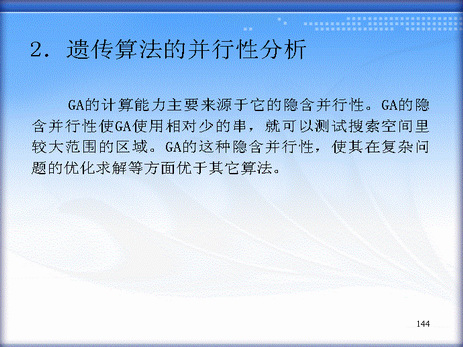 2. 遗传算法的并行性分析
GA的计算能力主要来源于它的隐含并行性。GA的隐
含并行性使GA使用相对少的串，就可以测试搜索空间里
较大范围的区域。GA的这种隐含并行性，使其在复杂问
题的优化求解等方面优于其它算法。
144